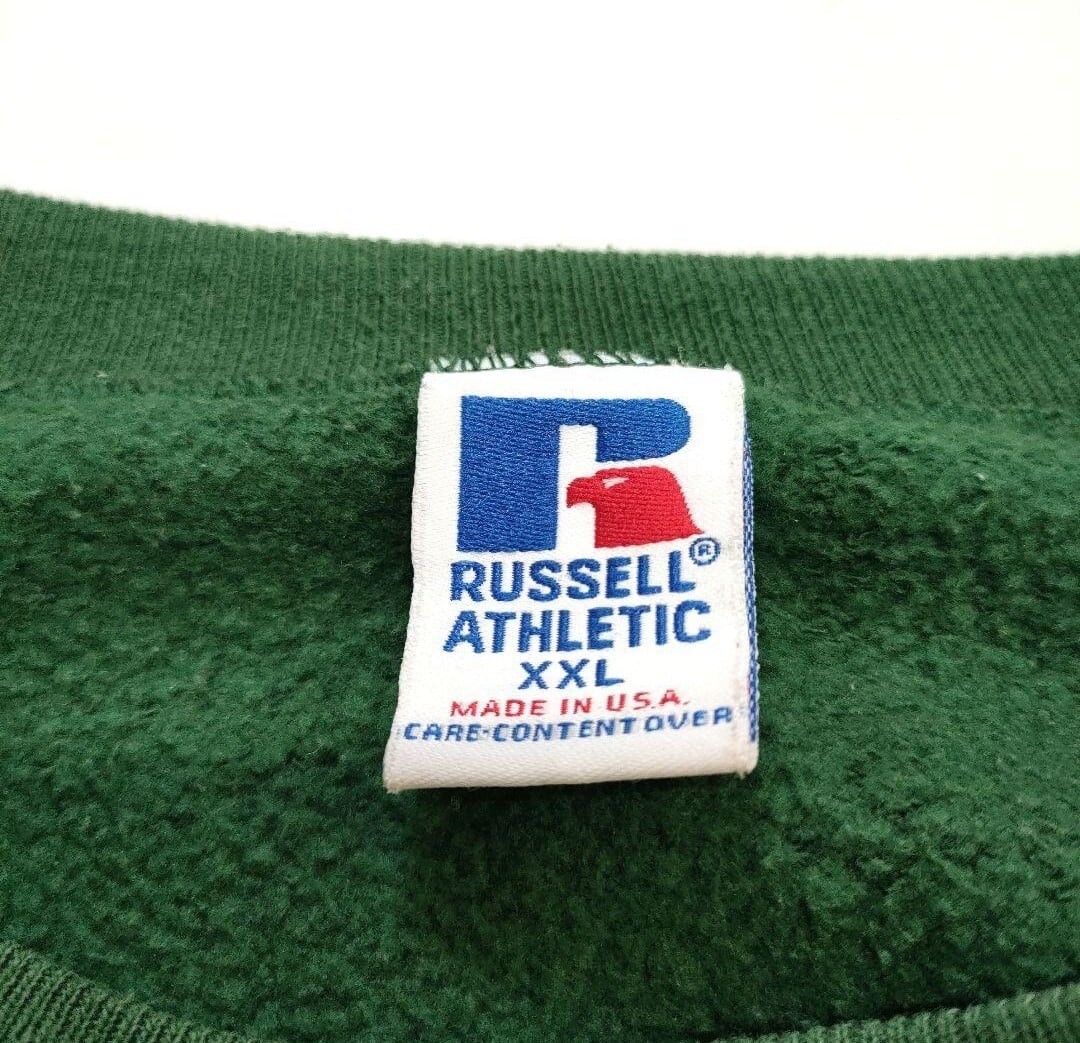 RUSSELL®
ATHLETIC
XXL
MADE IN U.S.A.
CARE-CONTENT OVER